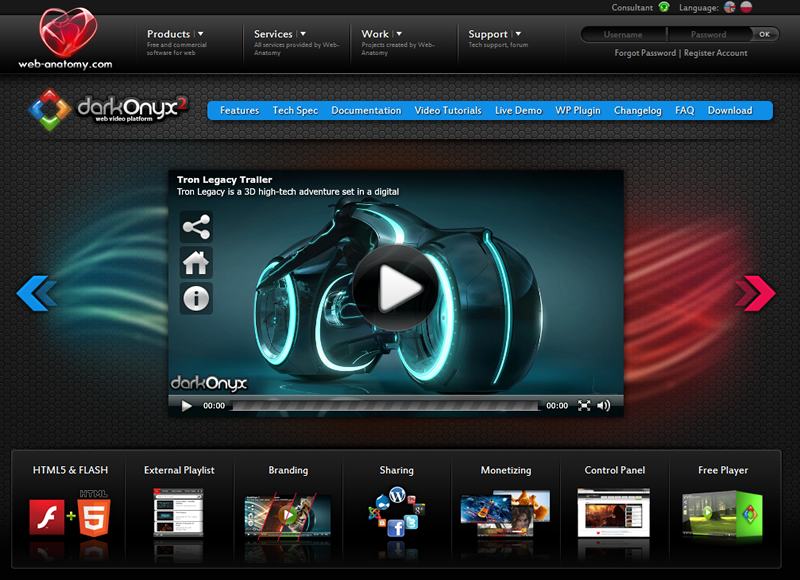 Consultant Language:
web-anatomy.com
Products
Free and commercial
software for web
Services
All services provided by Web-
Anatomy
Work
Projects created by Web-
Anatomy
Support
Tech support, forum
Username Password OK
Forgot Password | Register Account
darkOnyx2
web video platform
Features Tech Spec Documentation Video Tutorials Live Demo WP Plugin Changelog FAQ Download
Tron Legacy Trailer
Tron Legacy is a 3D high-tech adventure set in a digital
darkOnyx
00:00 00:00
HTML5 & FLASH External Playlist Branding Sharing Monetizing Control Panel Free Player
HTML
5